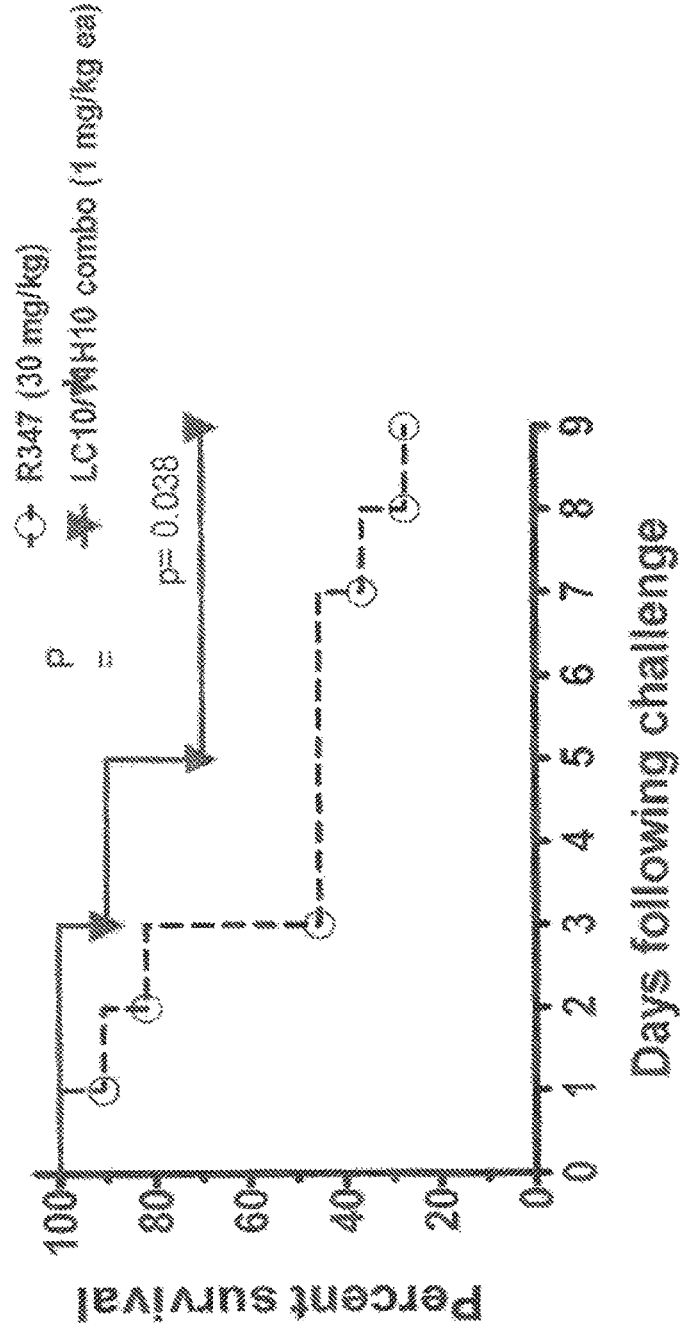 R347 (30 mg/kg)
LC10/11H10 combo (1 mg/kg ea)
P
=
p= 0.038
Percent survival
100
80
60
40
20
0
0 1 2 3 4 5 6 7 8 9
Days following challenge